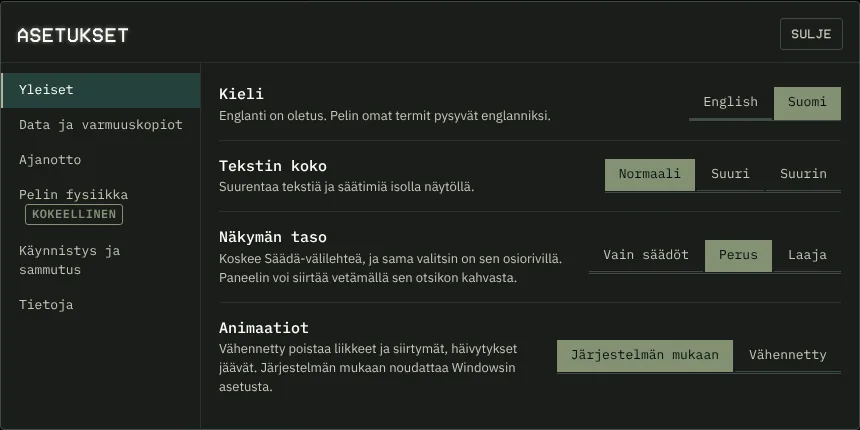 ASETUKSET
SULJE
Yleiset
Data ja varmuuskopiot
Ajanotto
Pelin fysiikka
KOKEELLINEN
Käynnistys ja
sammutus
Tietoja
Kieli
Englanti on oletus. Pelin omat termit pysyvät englanniksi.
English
Suomi
Tekstin koko
Suurentaa tekstiä ja säätimiä isolla näytöllä.
Normaali
Suuri
Suurin
Näkymän taso
Koskee Säädä-välilehteä, ja sama valitsin on sen osiorivillä.
Paneelin voi siirtää vetämällä sen otsikon kahvasta.
Vain säädöt
Perus
Laaja
Animaatiot
Vähennetty poistaa liikkeet ja siirtymät, häivytykset
jäävät. Järjestelmän mukaan noudattaa Windowsin
asetusta.
Järjestelmän mukaan
Vähennetty